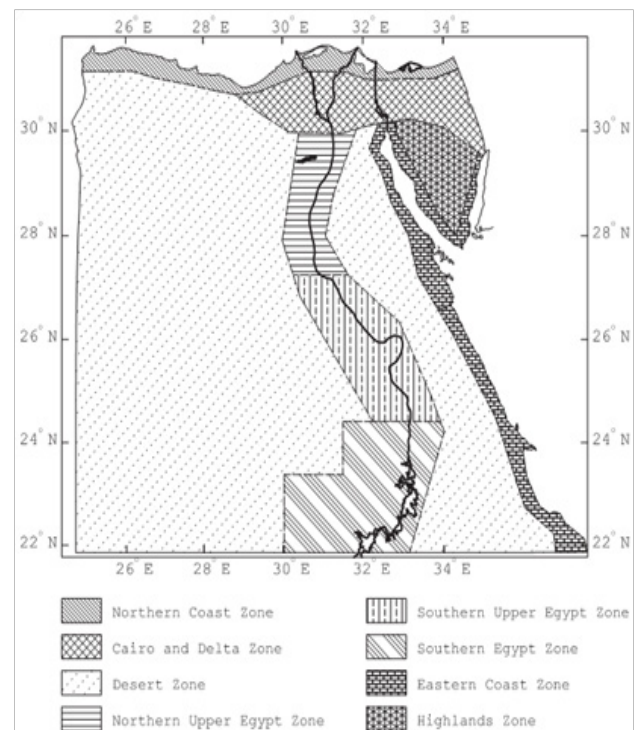 26° E 28° E 30° E 32° E 34° E
30° N 30° N
28° N 28° N
26° N 26° N
24° N 24° N
22° N 22° N
26° E 28° E 30° E 32° E 34° E
Northern Coast Zone Southern Upper Egypt Zone
Cairo and Delta Zone Southern Egypt Zone
Desert Zone Eastern Coast Zone
Northern Upper Egypt Zone Highlands Zone